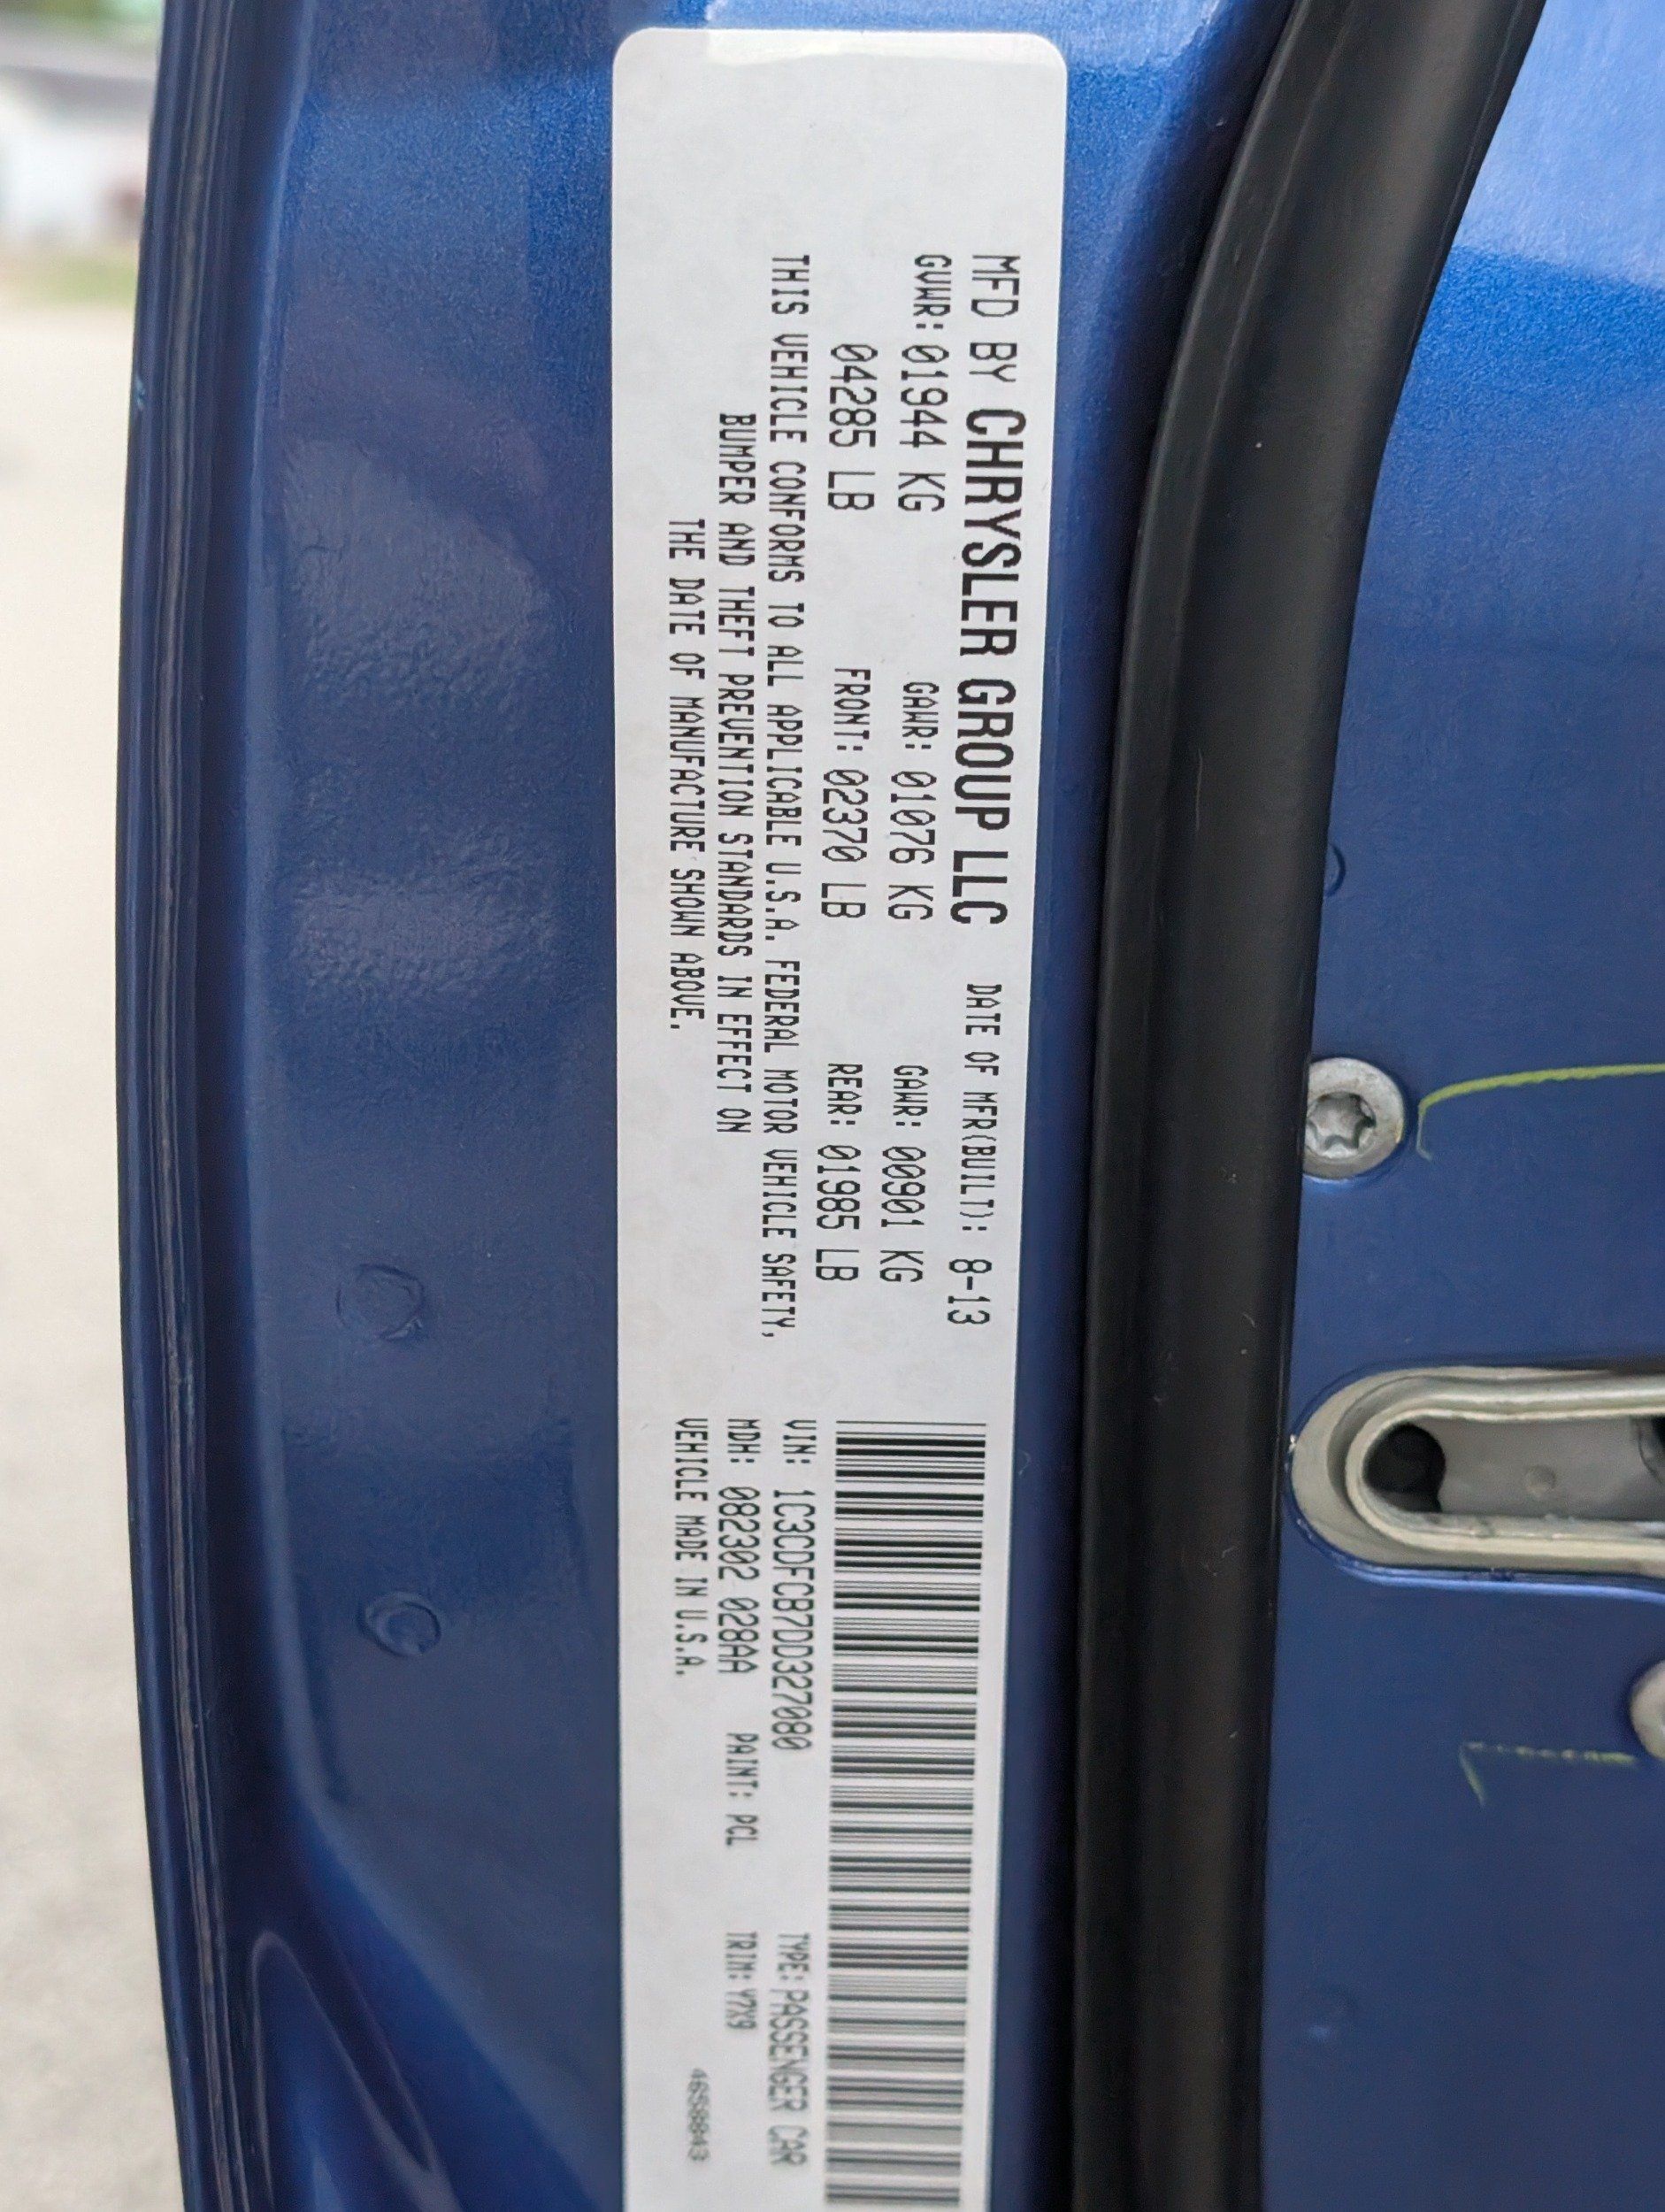 MFD BY CHRYSLER GROUP LLC DATE OF MFR(BUILT): 8-13
GVWR: 01944 KG GAWR: 01076 KG GAWR: 00901 KG
04285 LB FRONT: 02370 LB REAR: 01985 LB
THIS VEHICLE CONFORMS TO ALL APPLICABLE U.S.A. FEDERAL MOTOR VEHICLE SAFETY,
BUMPER AND THEFT PREVENTION STANDARDS IN EFFECT ON
THE DATE OF MANUFACTURE SHOWN ABOVE.
VIN: 1C3CDFCB7DD327080 TYPE: PASSENGER CAR
MDH: 082302 028AA PAINT: PCL TRIM: Y7X9
VEHICLE MADE IN U.S.A. 46S88843